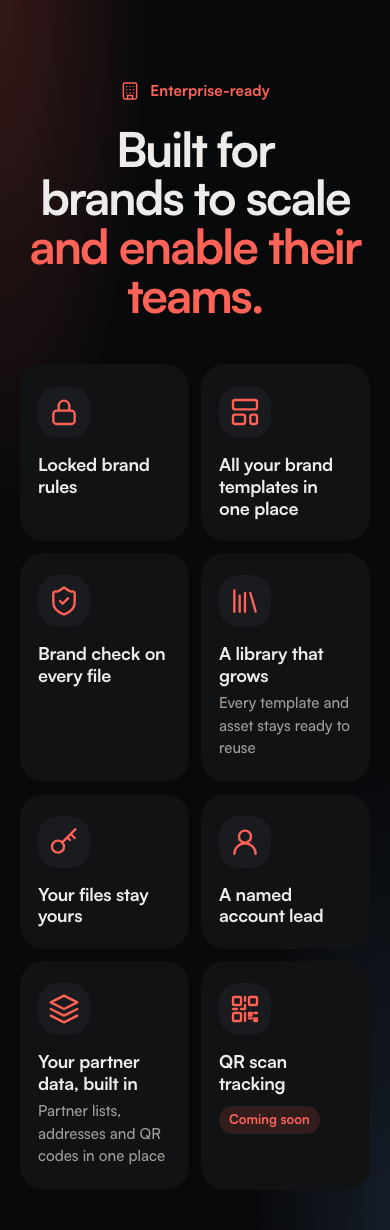 Enterprise-ready
Built for
brands to scale
and enable their
teams.
Locked brand
rules
All your brand
templates in
one place
Brand check on
every file
A library that
grows
Every template and
asset stays ready to
reuse
Your files stay
yours
A named
account lead
Your partner
data, built in
Partner lists,
addresses and QR
codes in one place
QR scan
tracking
Coming soon